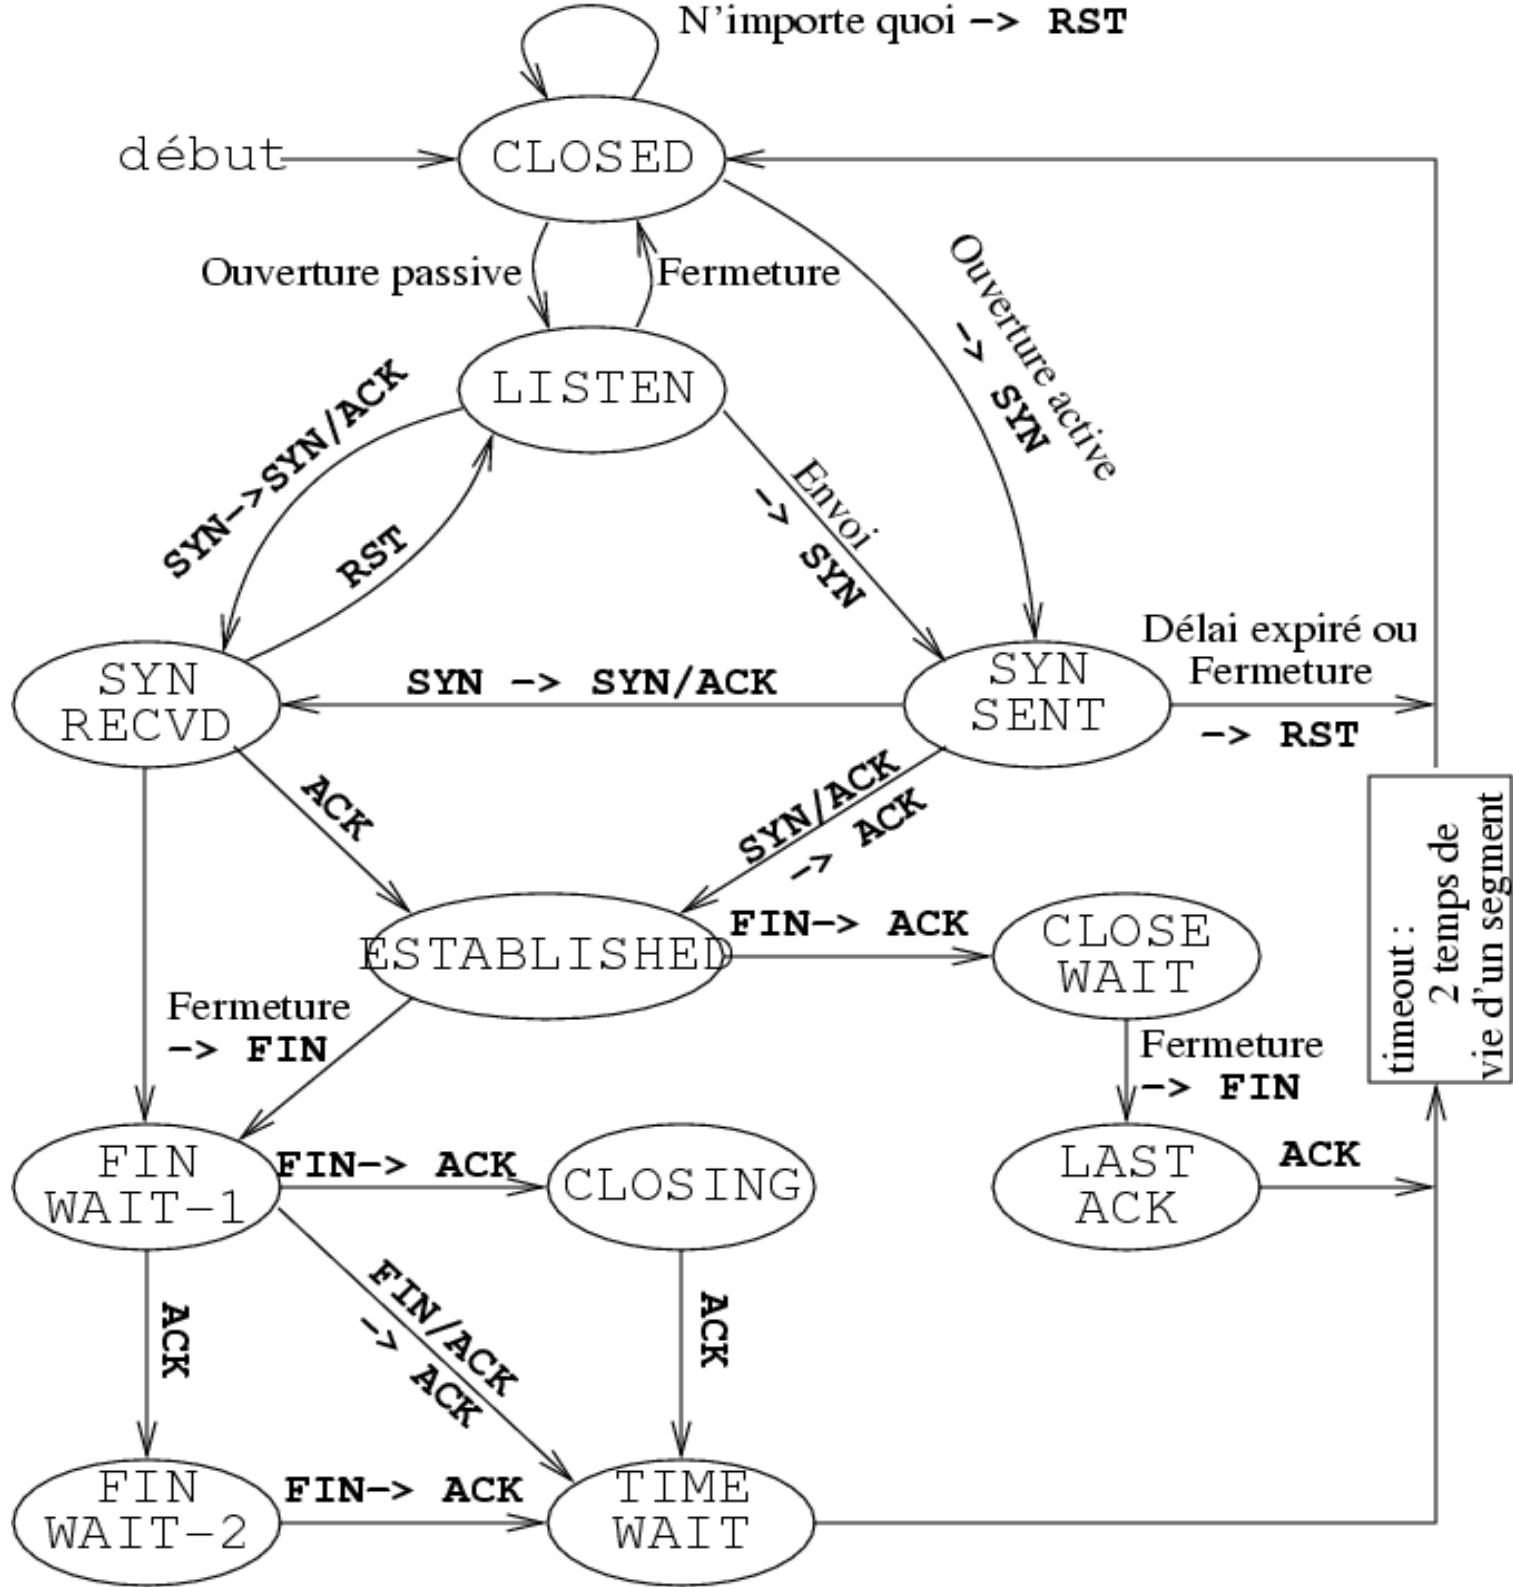 N'importe quoi -> RST
début
CLOSED
Ouverture passive
Fermeture
Ouverture active
-> SYN
LISTEN
SYN->SYN/ACK
RST
Envoi
-> SYN
SYN
RECVD
SYN -> SYN/ACK
SYN
SENT
Délai expiré ou
Fermeture
-> RST
ACK
SYN/ACK
-> ACK
timeout :
2 temps de
vie d'un segment
ESTABLISHED
FIN-> ACK
CLOSE
WAIT
Fermeture
-> FIN
Fermeture
-> FIN
FIN
WAIT-1
FIN-> ACK
CLOSING
LAST
ACK
ACK
ACK
FIN/ACK
-> ACK
ACK
FIN
WAIT-2
FIN-> ACK
TIME
WAIT